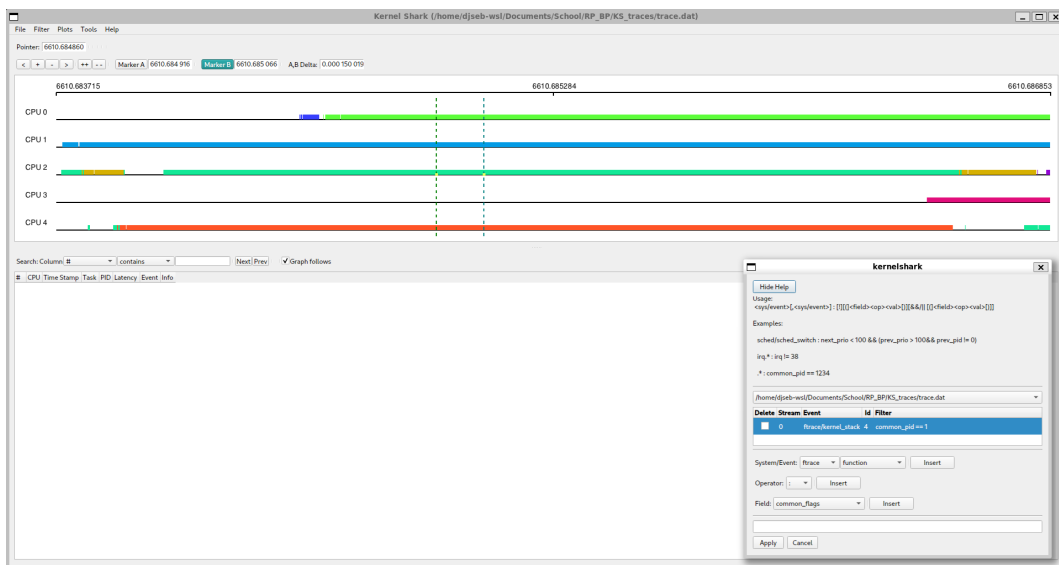 Kernel Shark (/home/djseb-wsl/Documents/School/RP_BP/KS_traces/trace.dat)
File Filter Plots Tools Help
Pointer: 6610.684860
< + - > ++ -- Marker A 6610.684 916 Marker B 6610.685 066 A,B Delta: 0.000 150 019
6610.683715 6610.685284 6610.686853
CPU 0
CPU 1
CPU 2
CPU 3
CPU 4
Search: Column # contains Next Prev Graph follows
# CPU Time Stamp Task PID Latency Event Info
kernelshark
Hide Help
Usage:
<sys/event>[,<sys/event>] : [!][(]<field><op><val>[)][&&/|| [(]<field><op><val>[)]]
Examples:
sched/sched_switch : next_prio < 100 && (prev_prio > 100&& prev_pid != 0)
irq.* : irq != 38
.* : common_pid == 1234
/home/djseb-wsl/Documents/School/RP_BP/KS_traces/trace.dat
Delete Stream Event Id Filter
0 ftrace/kernel_stack 4 common_pid == 1
System/Event: ftrace function Insert
Operator: : Insert
Field: common_flags Insert
Apply Cancel